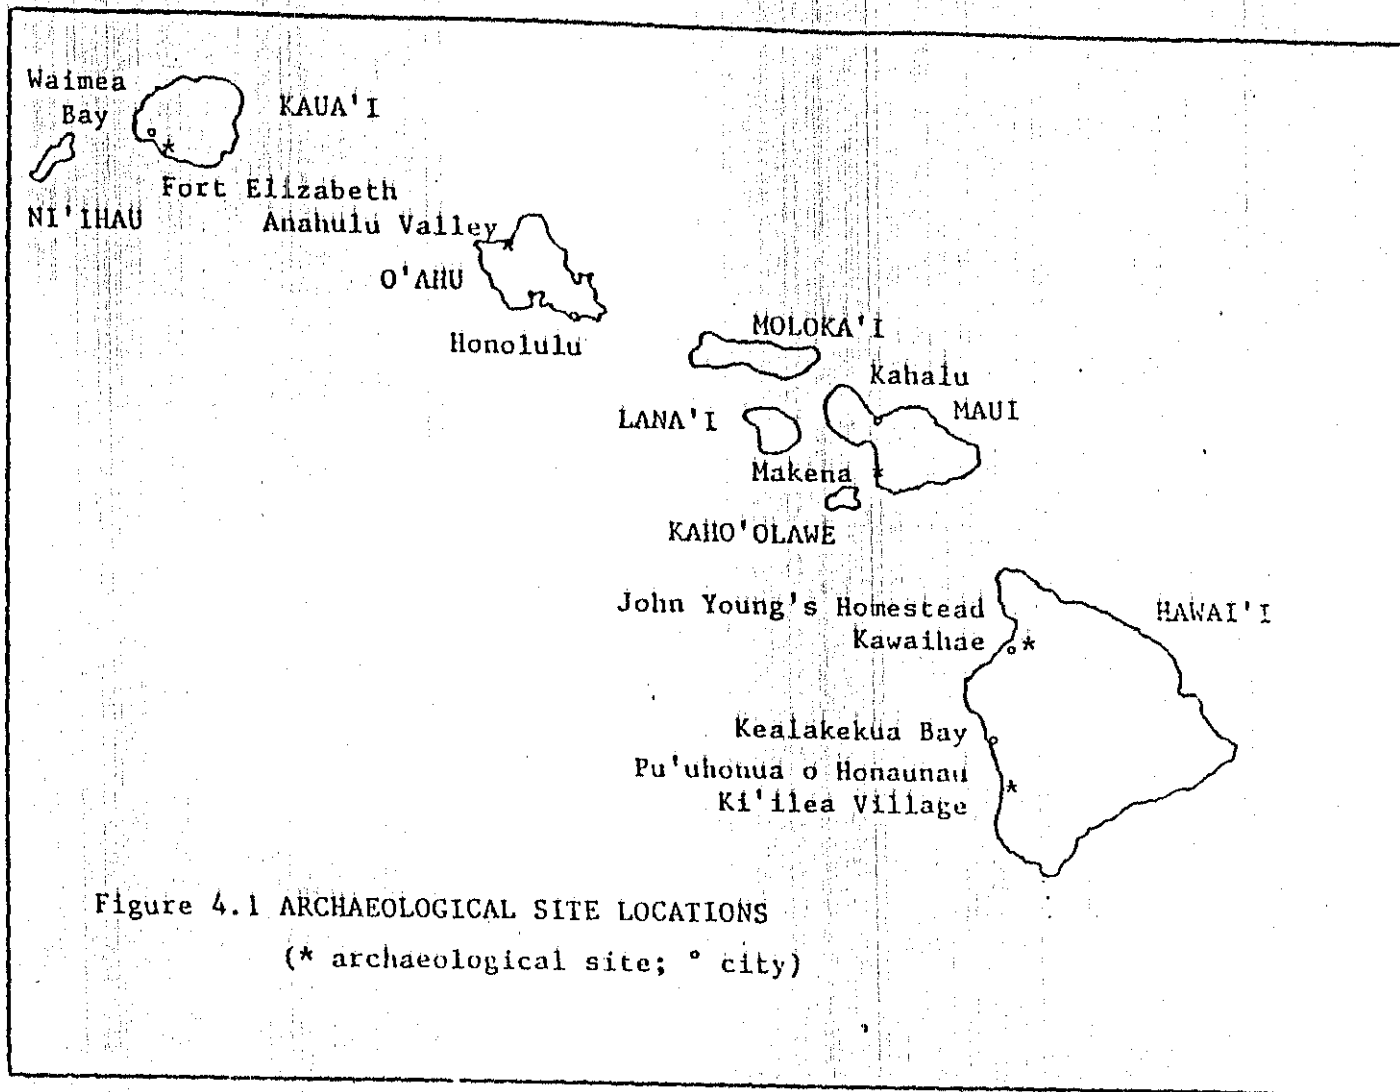 Waimea
Bay
KAUA'I
Fort Elizabeth
NI'IHAU
Anahulu Valley
O'AHU
Honolulu
MOLOKA'I
Kahalu
LANA'I
MAUI
Makena
KAHO'OLAWE
John Young's Homestead
HAWAI'I
Kawaihae
Kealakekua Bay
Pu'uhonua o Honaunau
Ki'ilea Village
Figure 4.1 ARCHAEOLOGICAL SITE LOCATIONS
(* archaeological site; ° city)